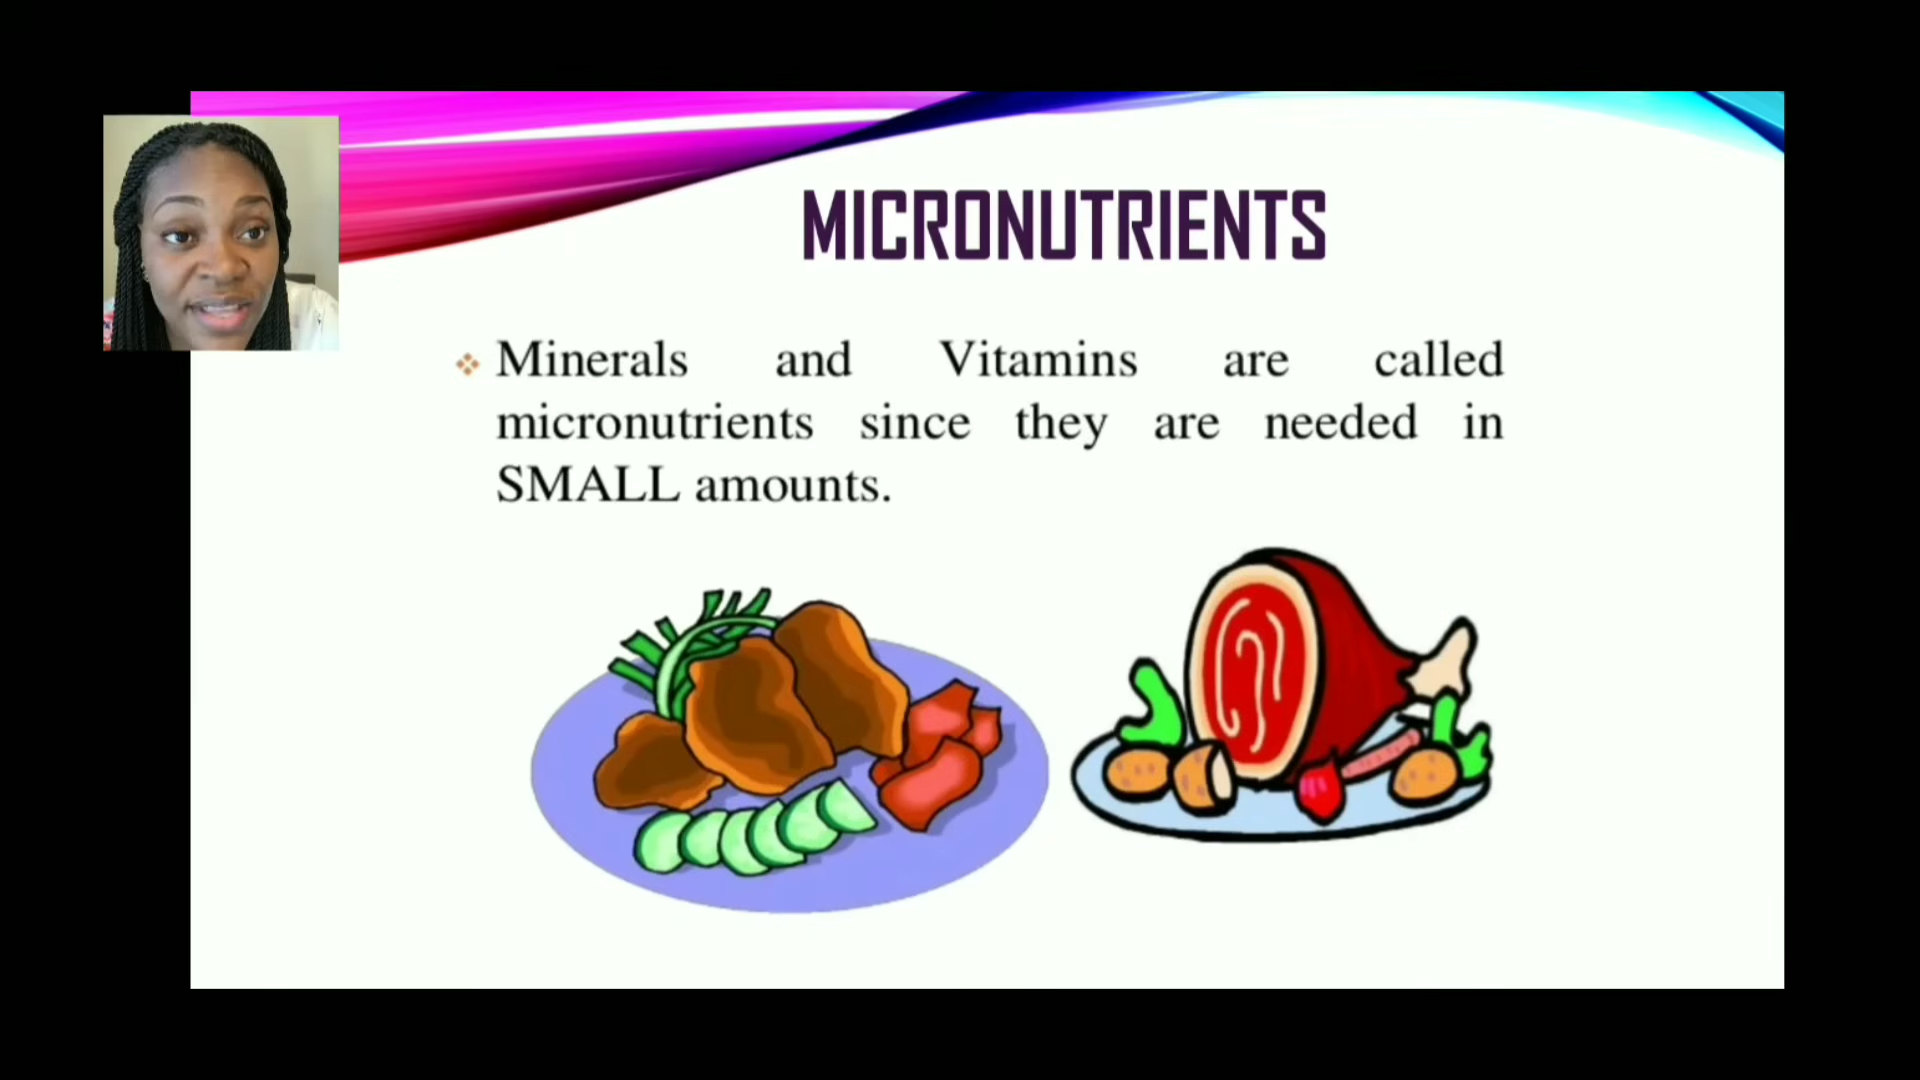 MICRONUTRIENTS
Minerals and Vitamins are called
micronutrients since they are needed in
SMALL amounts.